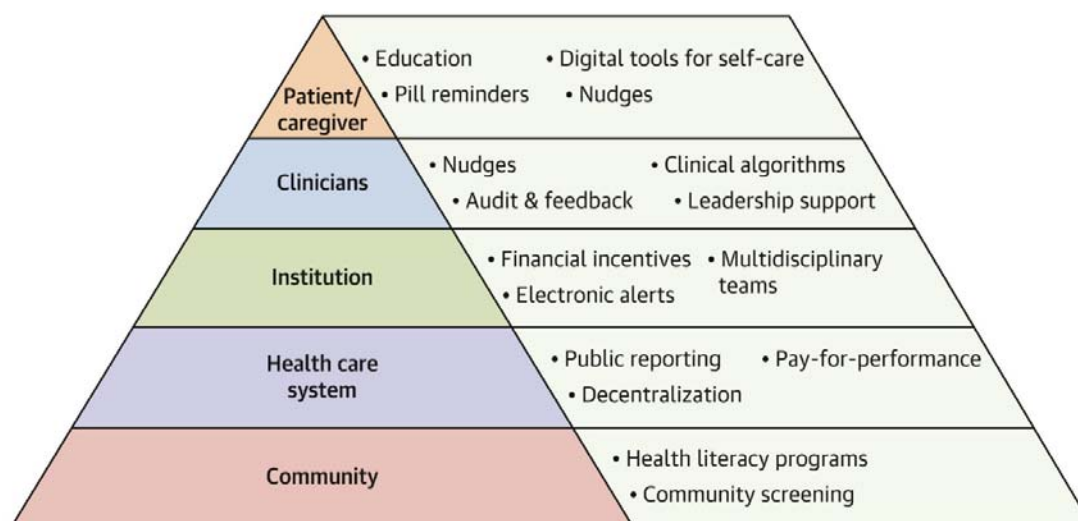 Patient/
caregiver
• Education • Digital tools for self-care
• Pill reminders • Nudges
Clinicians
• Nudges • Clinical algorithms
• Audit & feedback • Leadership support
Institution
• Financial incentives • Multidisciplinary
teams
• Electronic alerts
Health care
system
• Public reporting • Pay-for-performance
• Decentralization
Community
• Health literacy programs
• Community screening